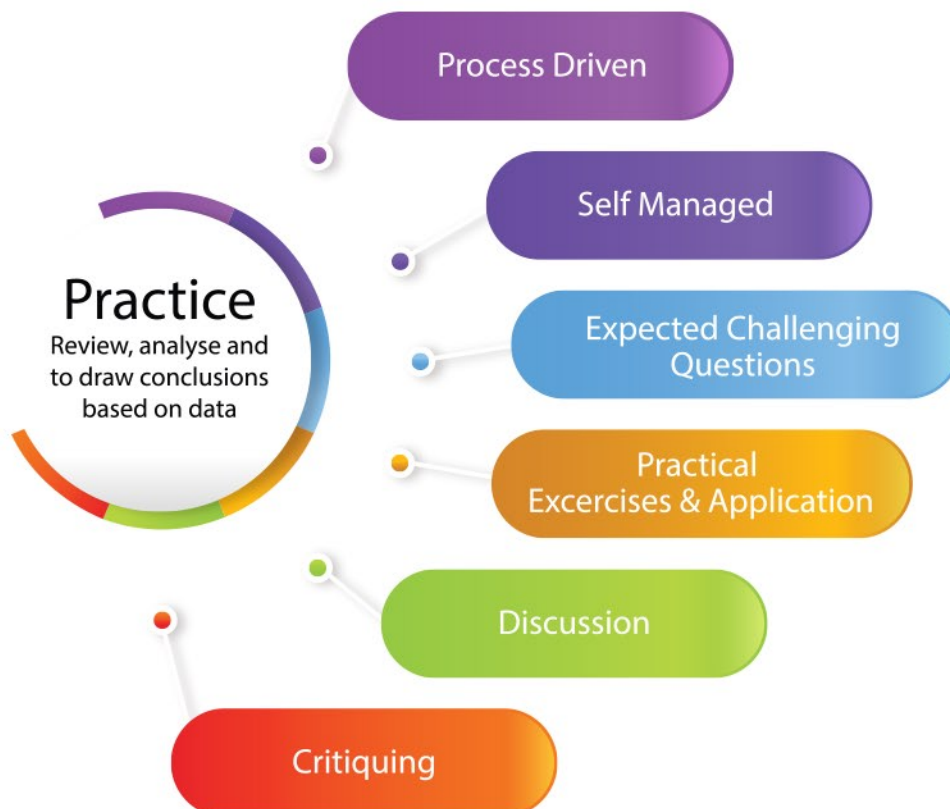 Process Driven
Self Managed
Practice
Review, analyse and
to draw conclusions
based on data
Expected Challenging
Questions
Practical
Excercises & Application
Discussion
Critiquing